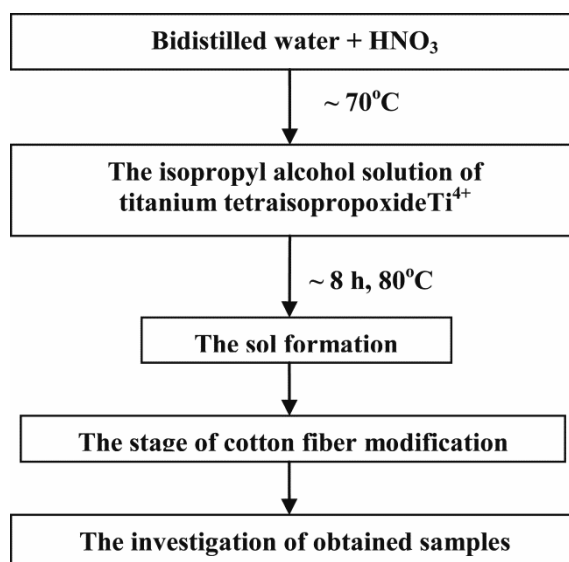 Bidistilled water + HNO₃
~ 70°C
The isopropyl alcohol solution of
titanium tetraisopropoxideTi⁴⁺
~ 8 h, 80°C
The sol formation
The stage of cotton fiber modification
The investigation of obtained samples